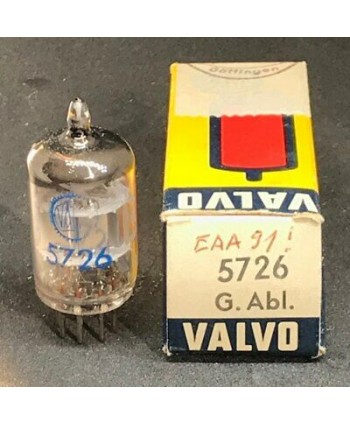 Göttingen
VALVO
EAA 91!
5726
G. Abl.
VALVO
5726